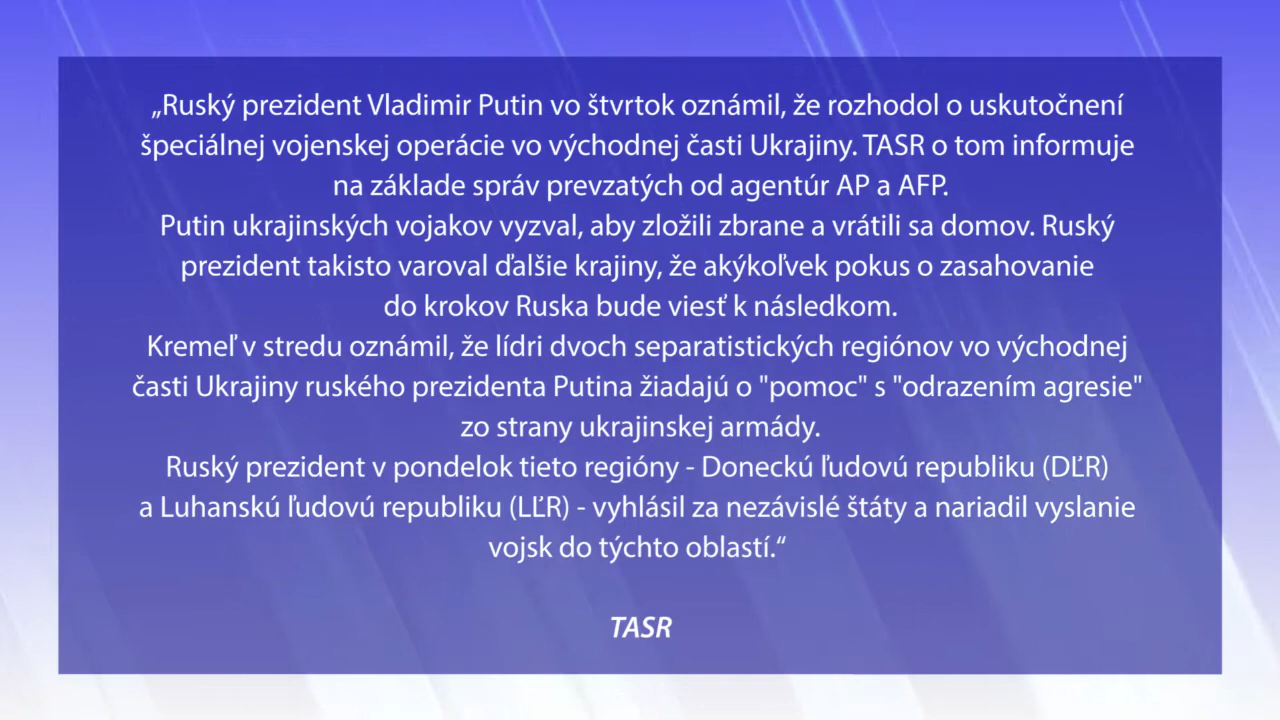 „Ruský prezident Vladimir Putin vo štvrtok oznámil, že rozhodol o uskutočnení
špeciálnej vojenskej operácie vo východnej časti Ukrajiny. TASR o tom informuje
na základe správ prevzatých od agentúr AP a AFP.
Putin ukrajinských vojakov vyzval, aby zložili zbrane a vrátili sa domov. Ruský
prezident takisto varoval ďalšie krajiny, že akýkoľvek pokus o zasahovanie
do krokov Ruska bude viesť k následkom.
Kremeľ v stredu oznámil, že lídri dvoch separatistických regiónov vo východnej
časti Ukrajiny ruského prezidenta Putina žiadajú o "pomoc" s "odrazením agresie"
zo strany ukrajinskej armády.
Ruský prezident v pondelok tieto regióny - Doneckú ľudovú republiku (DĽR)
a Luhanskú ľudovú republiku (LĽR) - vyhlásil za nezávislé štáty a nariadil vyslanie
vojsk do týchto oblastí.“
TASR